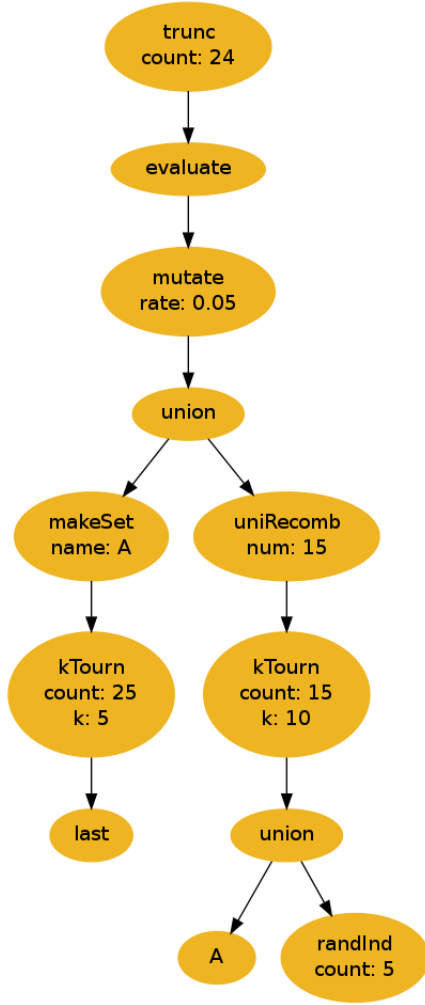 trunc
count: 24
evaluate
mutate
rate: 0.05
union
makeSet
name: A
uniRecomb
num: 15
kTourn
count: 25
k: 5
kTourn
count: 15
k: 10
last
union
A
randInd
count: 5